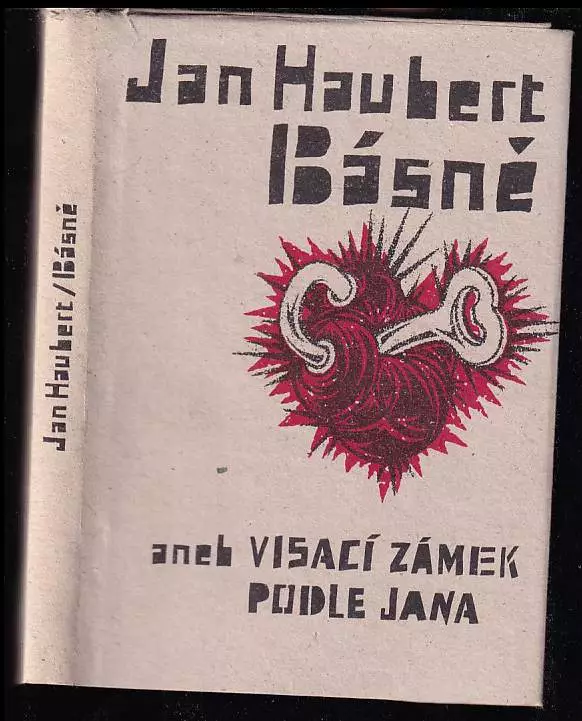 Jan Haubert
Básně
aneb VISACÍ ZÁMEK
PODLE JANA
Jan Haubert/Básně